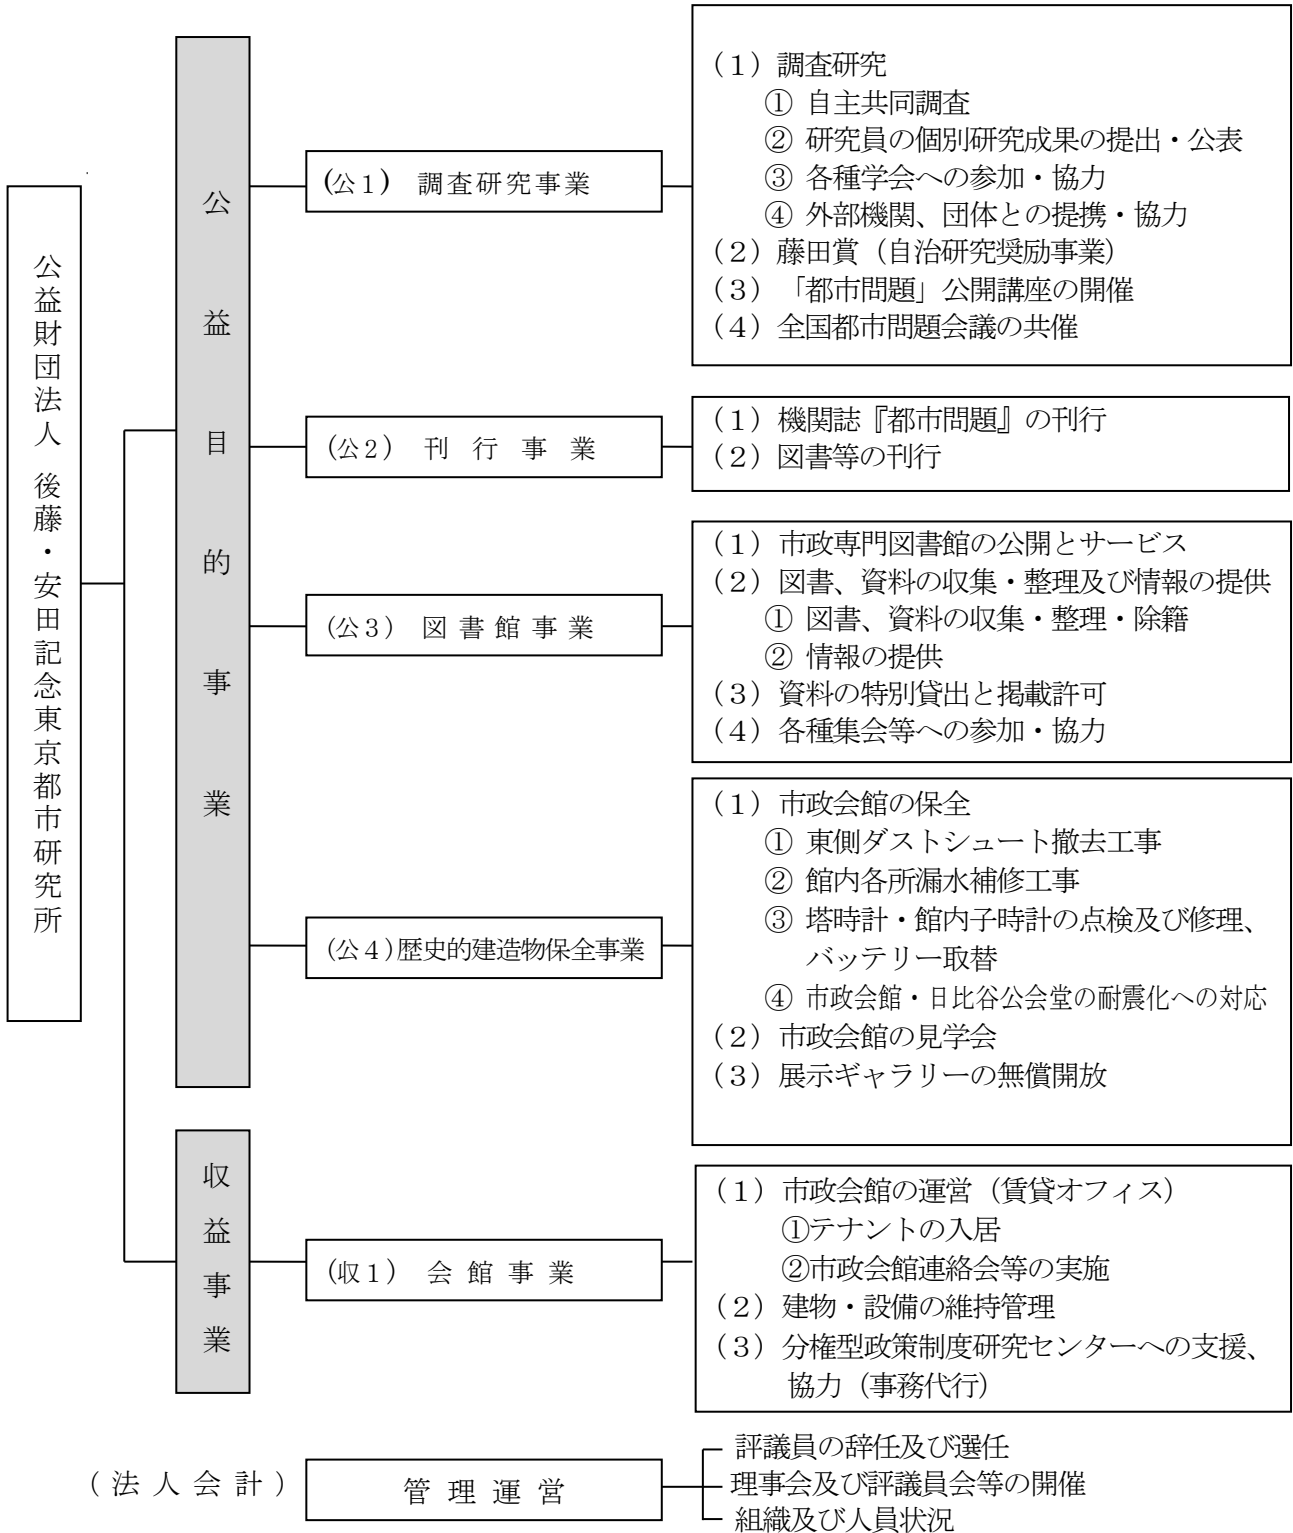 公益財団法人 後藤・安田記念東京都市研究所
公益目的事業
(公1) 調査研究事業
(1)調査研究
① 自主共同調査
② 研究員の個別研究成果の提出・公表
③ 各種学会への参加・協力
④ 外部機関、団体との提携・協力
(2)藤田賞(自治研究奨励事業)
(3)「都市問題」公開講座の開催
(4)全国都市問題会議の共催
(公2) 刊行事業
(1)機関誌『都市問題』の刊行
(2)図書等の刊行
(公3) 図書館事業
(1)市政専門図書館の公開とサービス
(2)図書、資料の収集・整理及び情報の提供
① 図書、資料の収集・整理・除籍
② 情報の提供
(3)資料の特別貸出と掲載許可
(4)各種集会等への参加・協力
(公4)歴史的建造物保全事業
(1)市政会館の保全
① 東側ダストシュート撤去工事
② 館内各所漏水補修工事
③ 塔時計・館内子時計の点検及び修理、
バッテリー取替
④ 市政会館・日比谷公会堂の耐震化への対応
(2)市政会館の見学会
(3)展示ギャラリーの無償開放
収益事業
(収1) 会館事業
(1)市政会館の運営(賃貸オフィス)
①テナントの入居
②市政会館連絡会等の実施
(2)建物・設備の維持管理
(3)分権型政策制度研究センターへの支援、
協力(事務代行)
(法人会計)
管理運営
評議員の辞任及び選任
理事会及び評議員会等の開催
組織及び人員状況